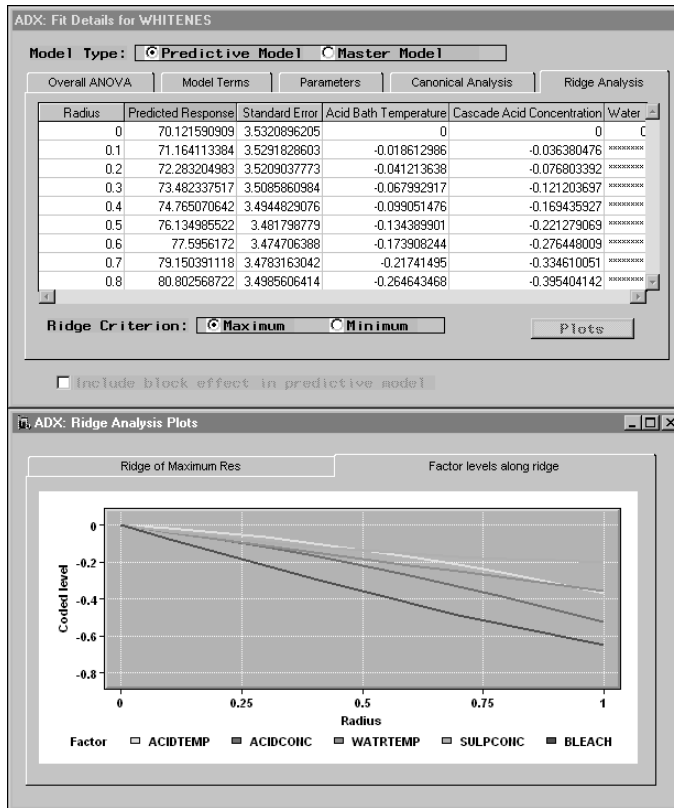 ADX: Fit Details for WHITENES
Model Type: Predictive Model Master Model
Overall ANOVA Model Terms Parameters Canonical Analysis Ridge Analysis
Radius Predicted Response Standard Error Acid Bath Temperature Cascade Acid Concentration Water
0 70.121590909 3.5320896205 0 0 0
0.1 71.164113384 3.5291828603 -0.018612986 -0.036380476 ********
0.2 72.283204983 3.5209037773 -0.041213638 -0.076803392 ********
0.3 73.482337517 3.5085860984 -0.067992917 -0.121203697 ********
0.4 74.765070642 3.4944829076 -0.099051476 -0.169435927 ********
0.5 76.134985522 3.481798779 -0.134389901 -0.221279069 ********
0.6 77.5956172 3.474706388 -0.173908244 -0.276448009 ********
0.7 79.150391118 3.4783163042 -0.21741495 -0.334610051 ********
0.8 80.802568722 3.4985606414 -0.264643468 -0.395404142 ********
Ridge Criterion: Maximum Minimum Plots
Include block effect in predictive model
ADX: Ridge Analysis Plots
Ridge of Maximum Res Factor levels along ridge
0
-0.2
-0.4
-0.6
-0.8
Coded level
0 0.25 0.5 0.75 1
Radius
Factor ACIDTEMP ACIDCONC WATRTEMP SULPCONC BLEACH